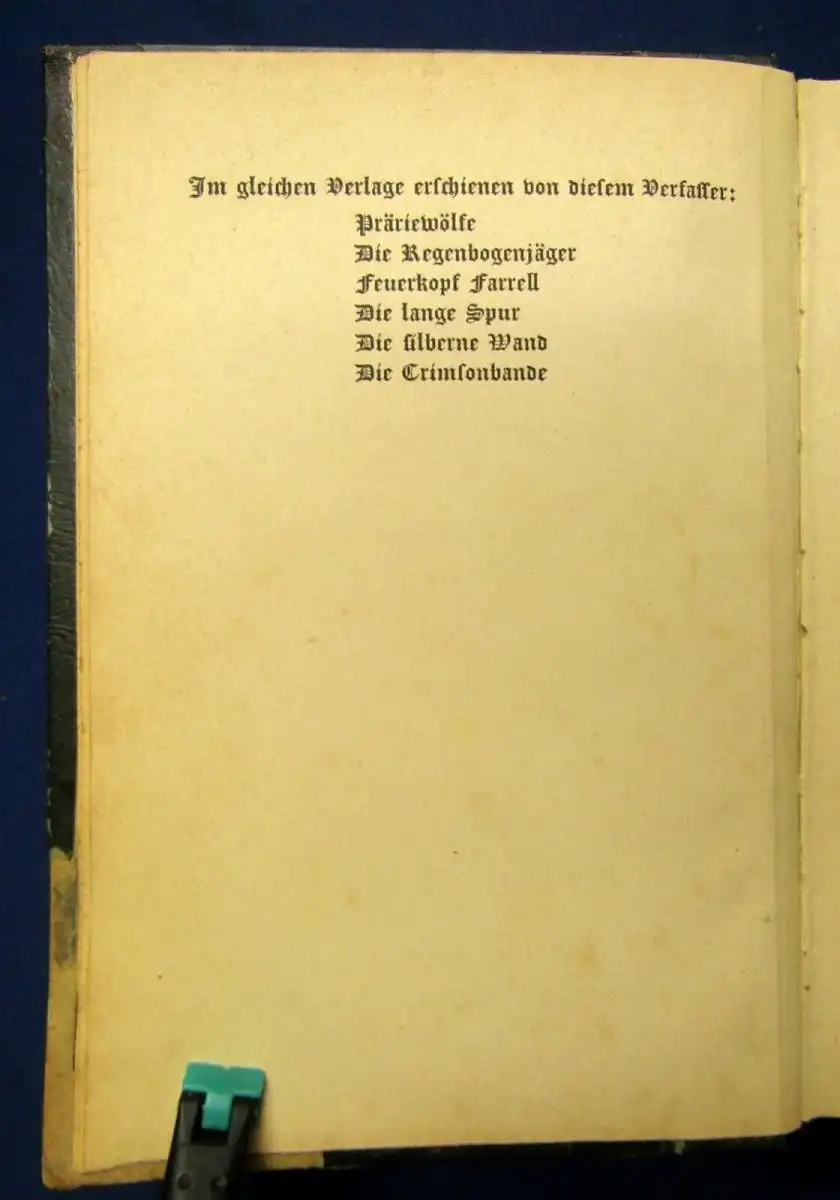 Im gleichen Verlage erſchienen von dieſem Verfaſſer:
Präriewölfe
Die Regenbogenjäger
Feuerkopf Farrell
Die lange Spur
Die ſilberne Wand
Die Crimſonbande